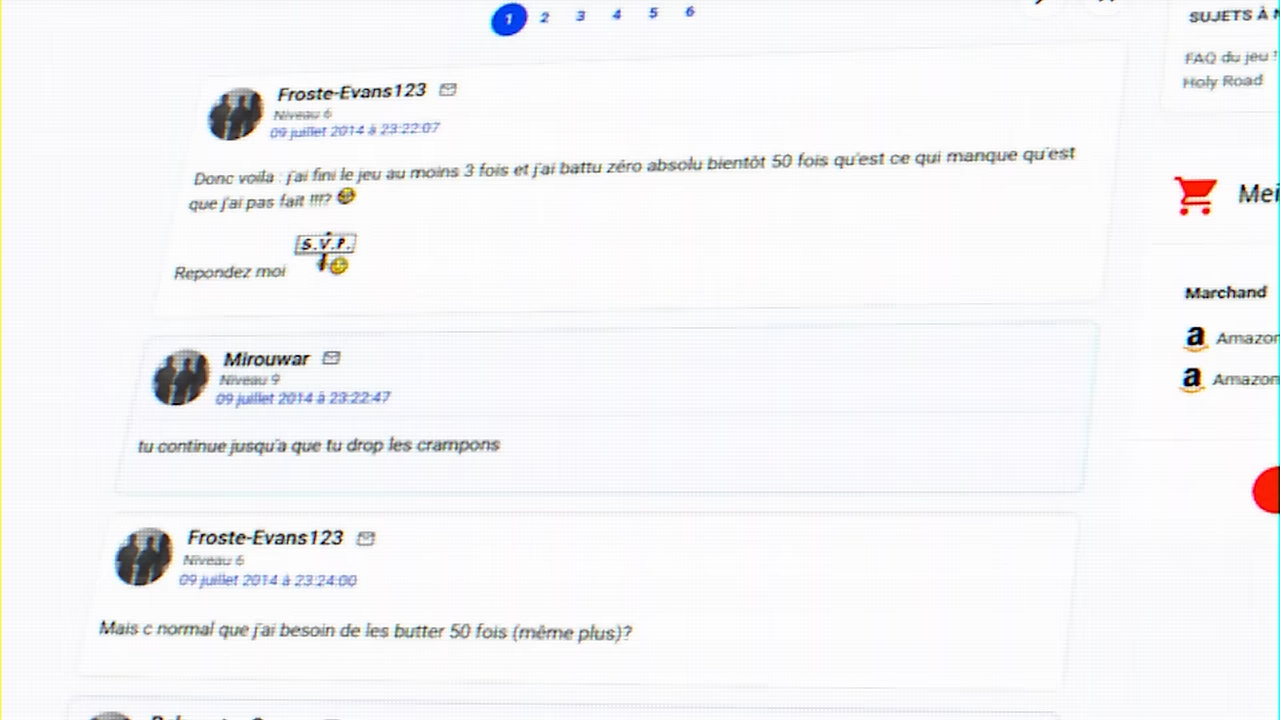 1 2 3 4 5 6
SUJETS À
FAQ du jeu !
Holy Road
Froste-Evans123
Niveau 6
09 juillet 2014 à 23:22:07
Donc voila : j'ai fini le jeu au moins 3 fois et j'ai battu zéro absolu bientôt 50 fois qu'est ce qui manque qu'est
que j'ai pas fait !!!?
S.V.P.
Repondez moi
Mei
Marchand
Amazon
Amazon
Mirouwar
Niveau 9
09 juillet 2014 à 23:22:47
tu continue jusqu'a que tu drop les crampons
Froste-Evans123
Niveau 6
09 juillet 2014 à 23:24:00
Mais c normal que j'ai besoin de les butter 50 fois (même plus)?